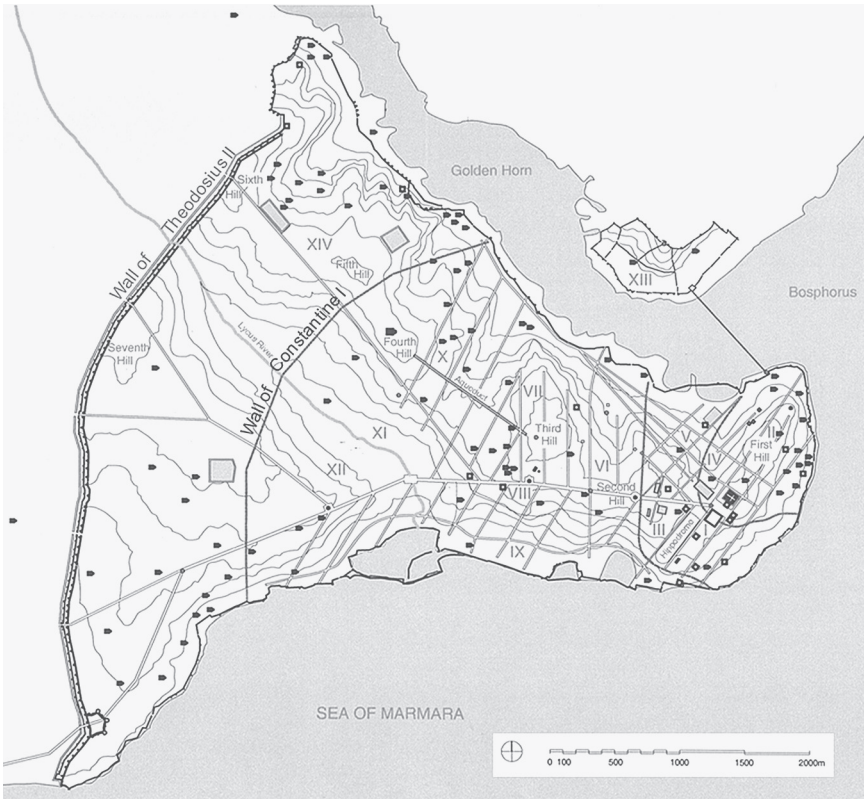 Golden Horn
Wall of Theodosius II
Sixth
Hill
XIV
Fifth
Hill
XIII
Bosphorus
Wall of Constantine I
Lycus River
Seventh
Hill
Fourth
Hill
X
Aqueduct
VII
Third
Hill
XI
XII
VI
VIII
Second
Hill
V
IV
II
First
Hill
III
I
Hippodrome
IX
SEA OF MARMARA
0 100 500 1000 1500 2000m